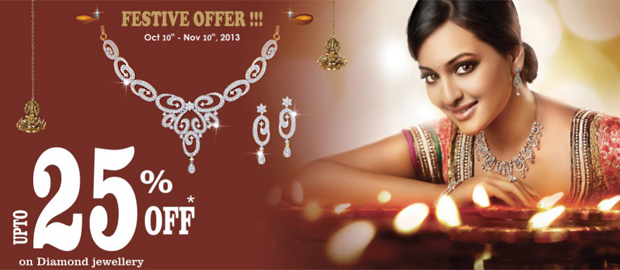 FESTIVE OFFER !!!
Oct 10th - Nov 10th, 2013
UPTO 25% OFF*
on Diamond jewellery